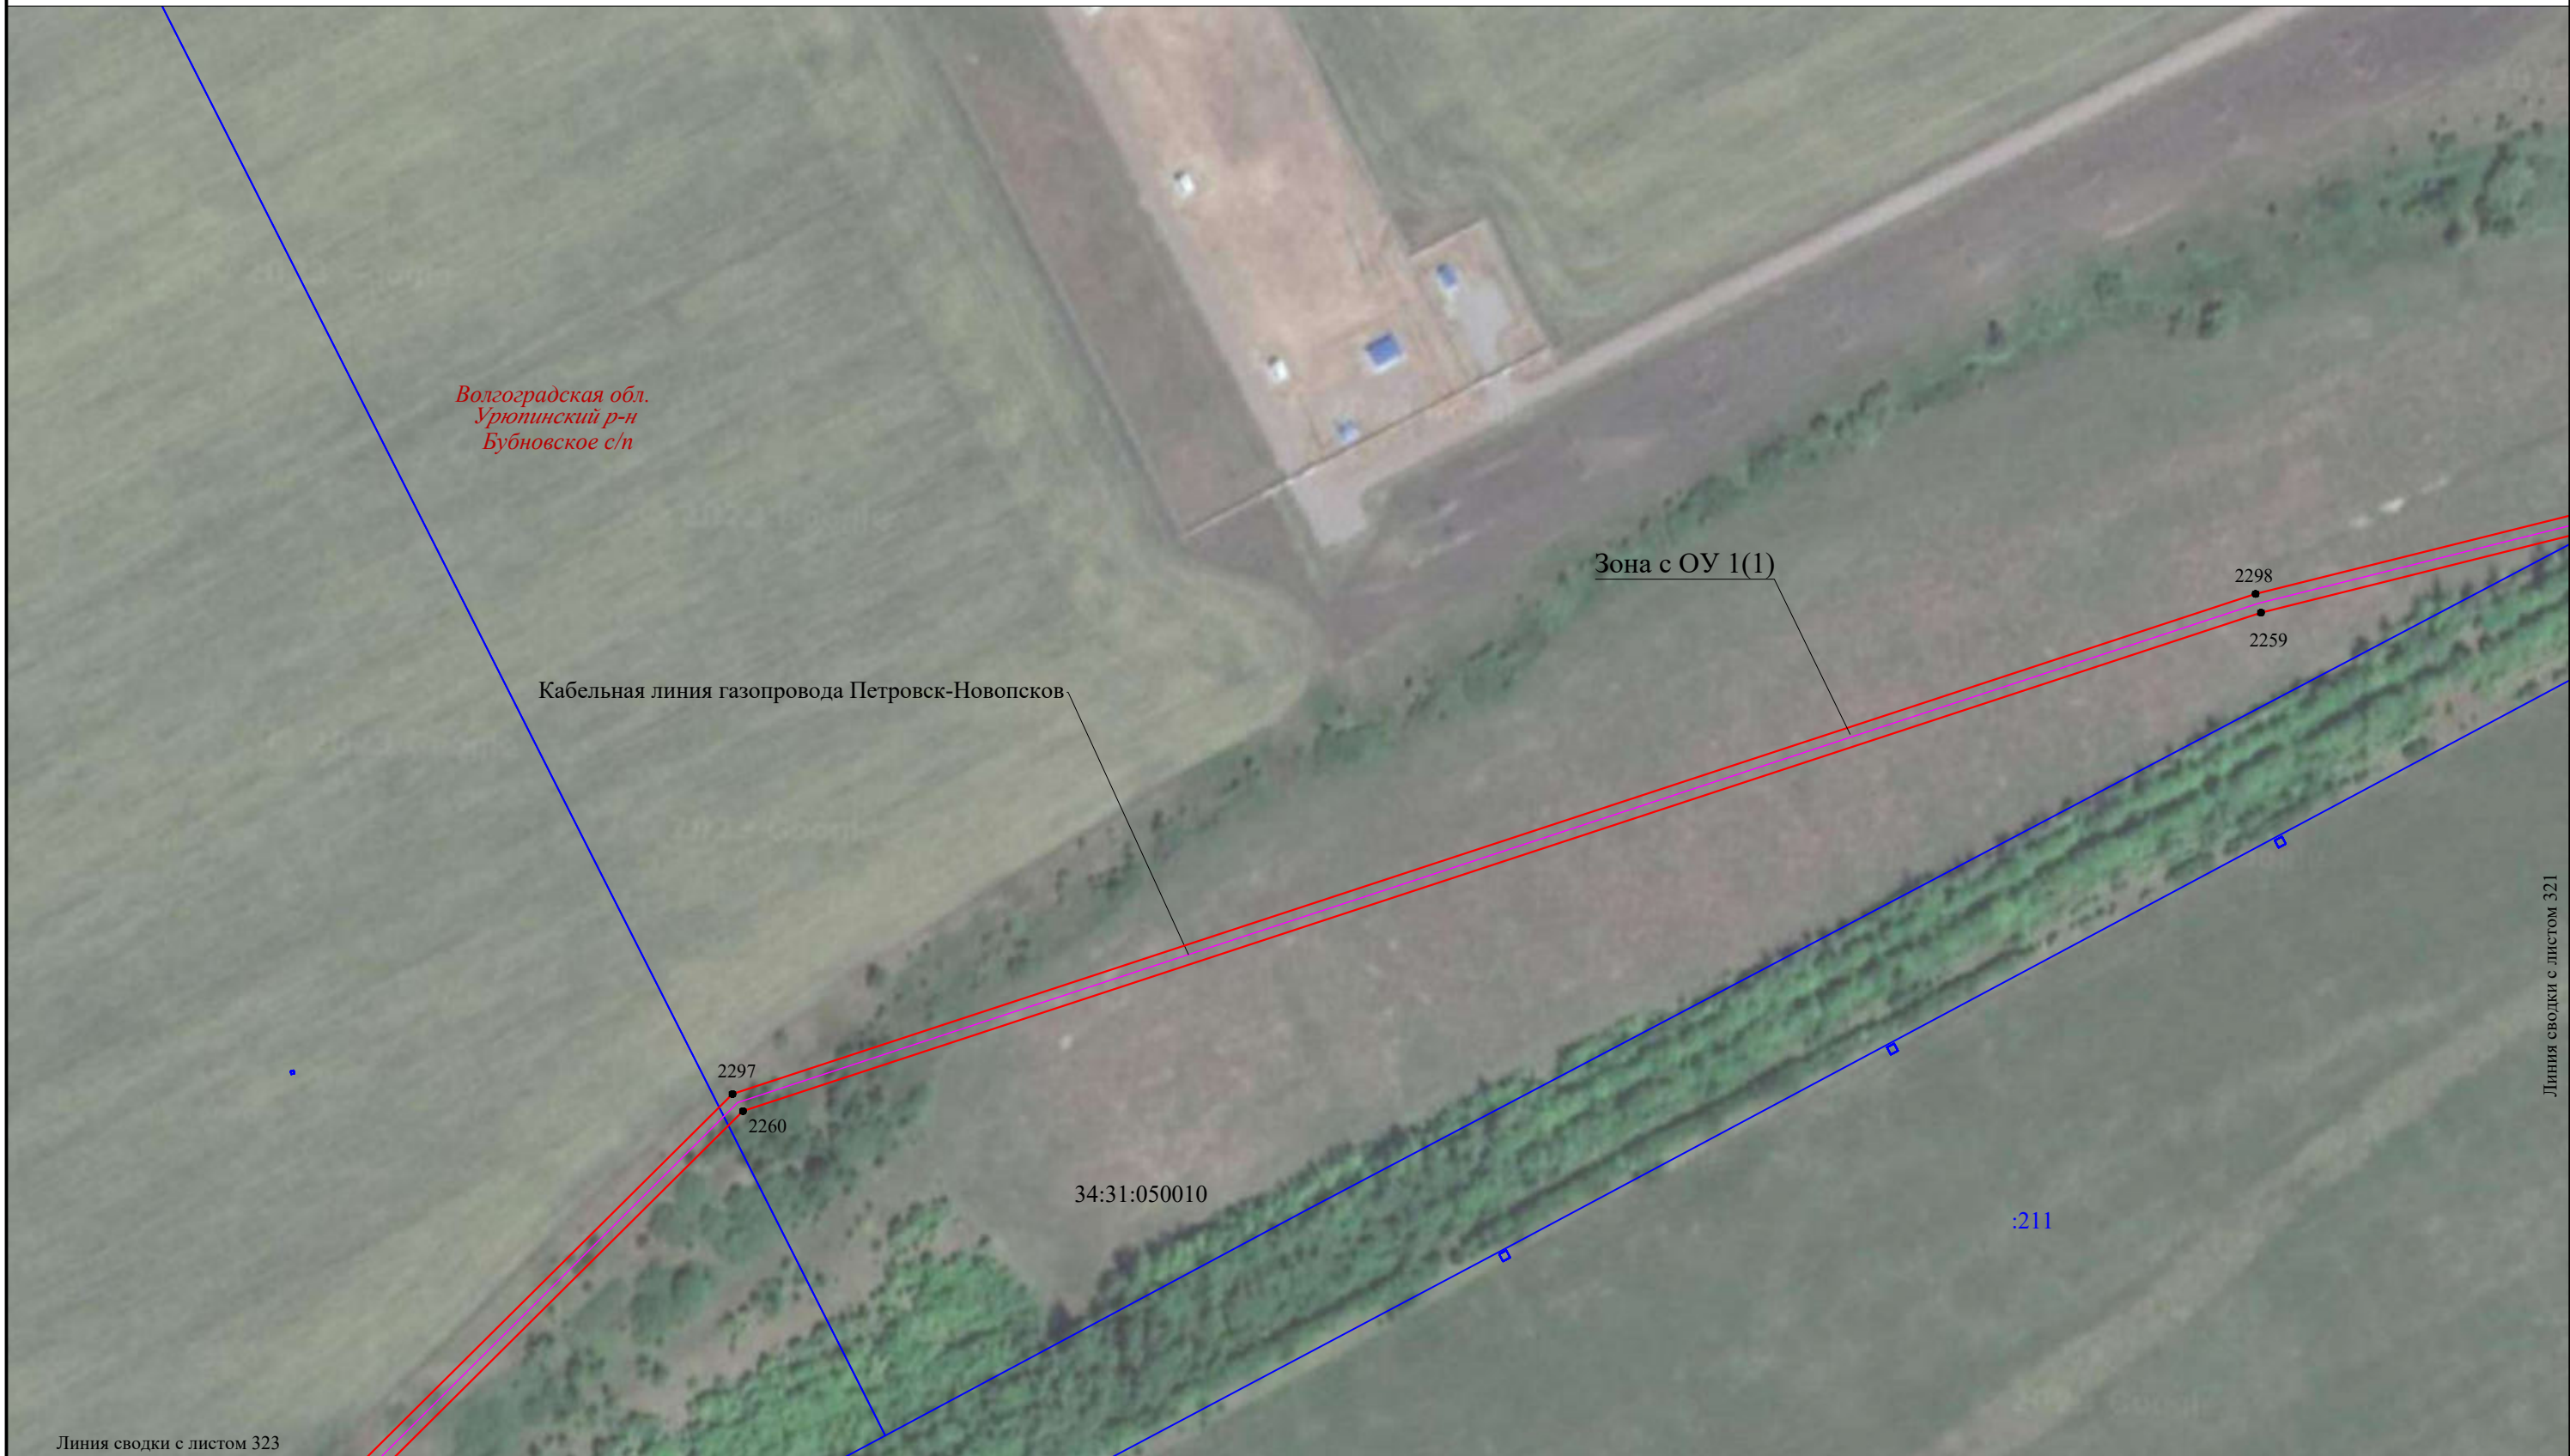 Волгоградская обл.
Урюпинский р-н
Бубновское с/п
Зона с ОУ 1(1)
2298
2259
Кабельная линия газопровода Петровск-Новопсков
Линия сводки с листом 321
2297
2260
34:31:050010
:211
Линия сводки с листом 323